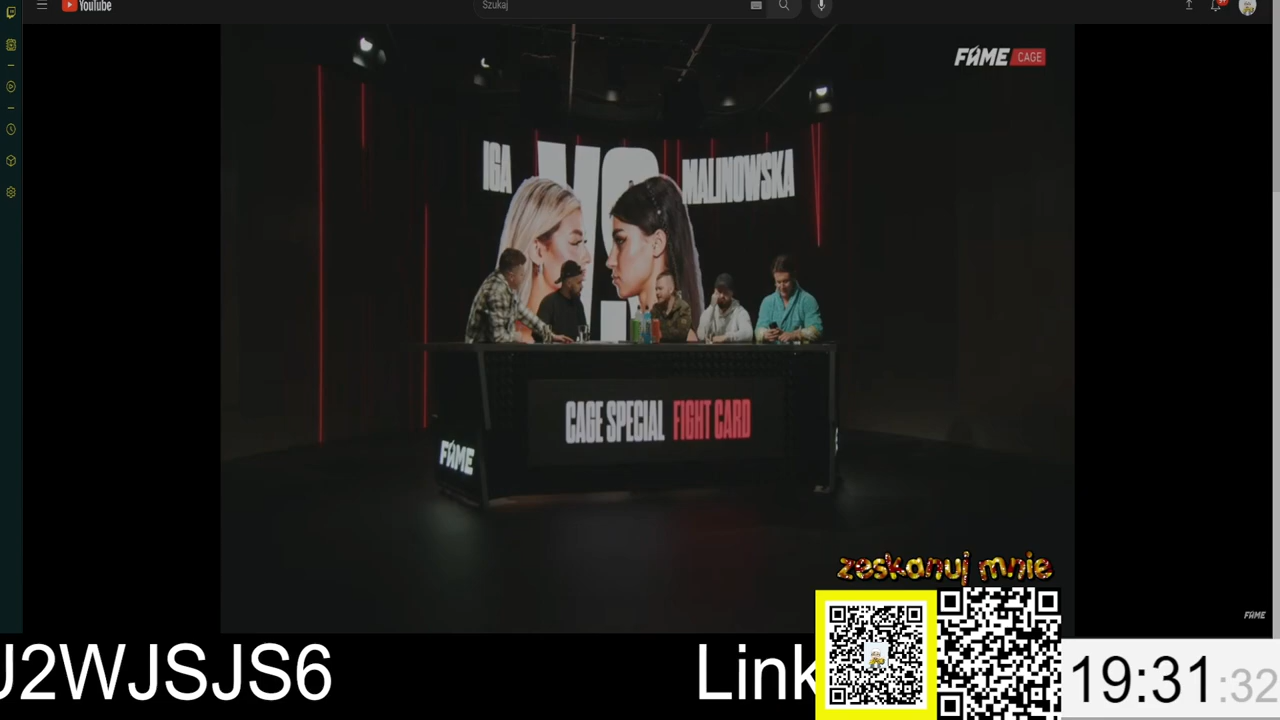 YouTube
Szukaj
FAME CAGE
IGA VS MALINOWSKA
CAGE SPECIAL FIGHT CARD
FAME
zeskanuj mnie
FAME
J2WJSJS6
Link
19:31:32